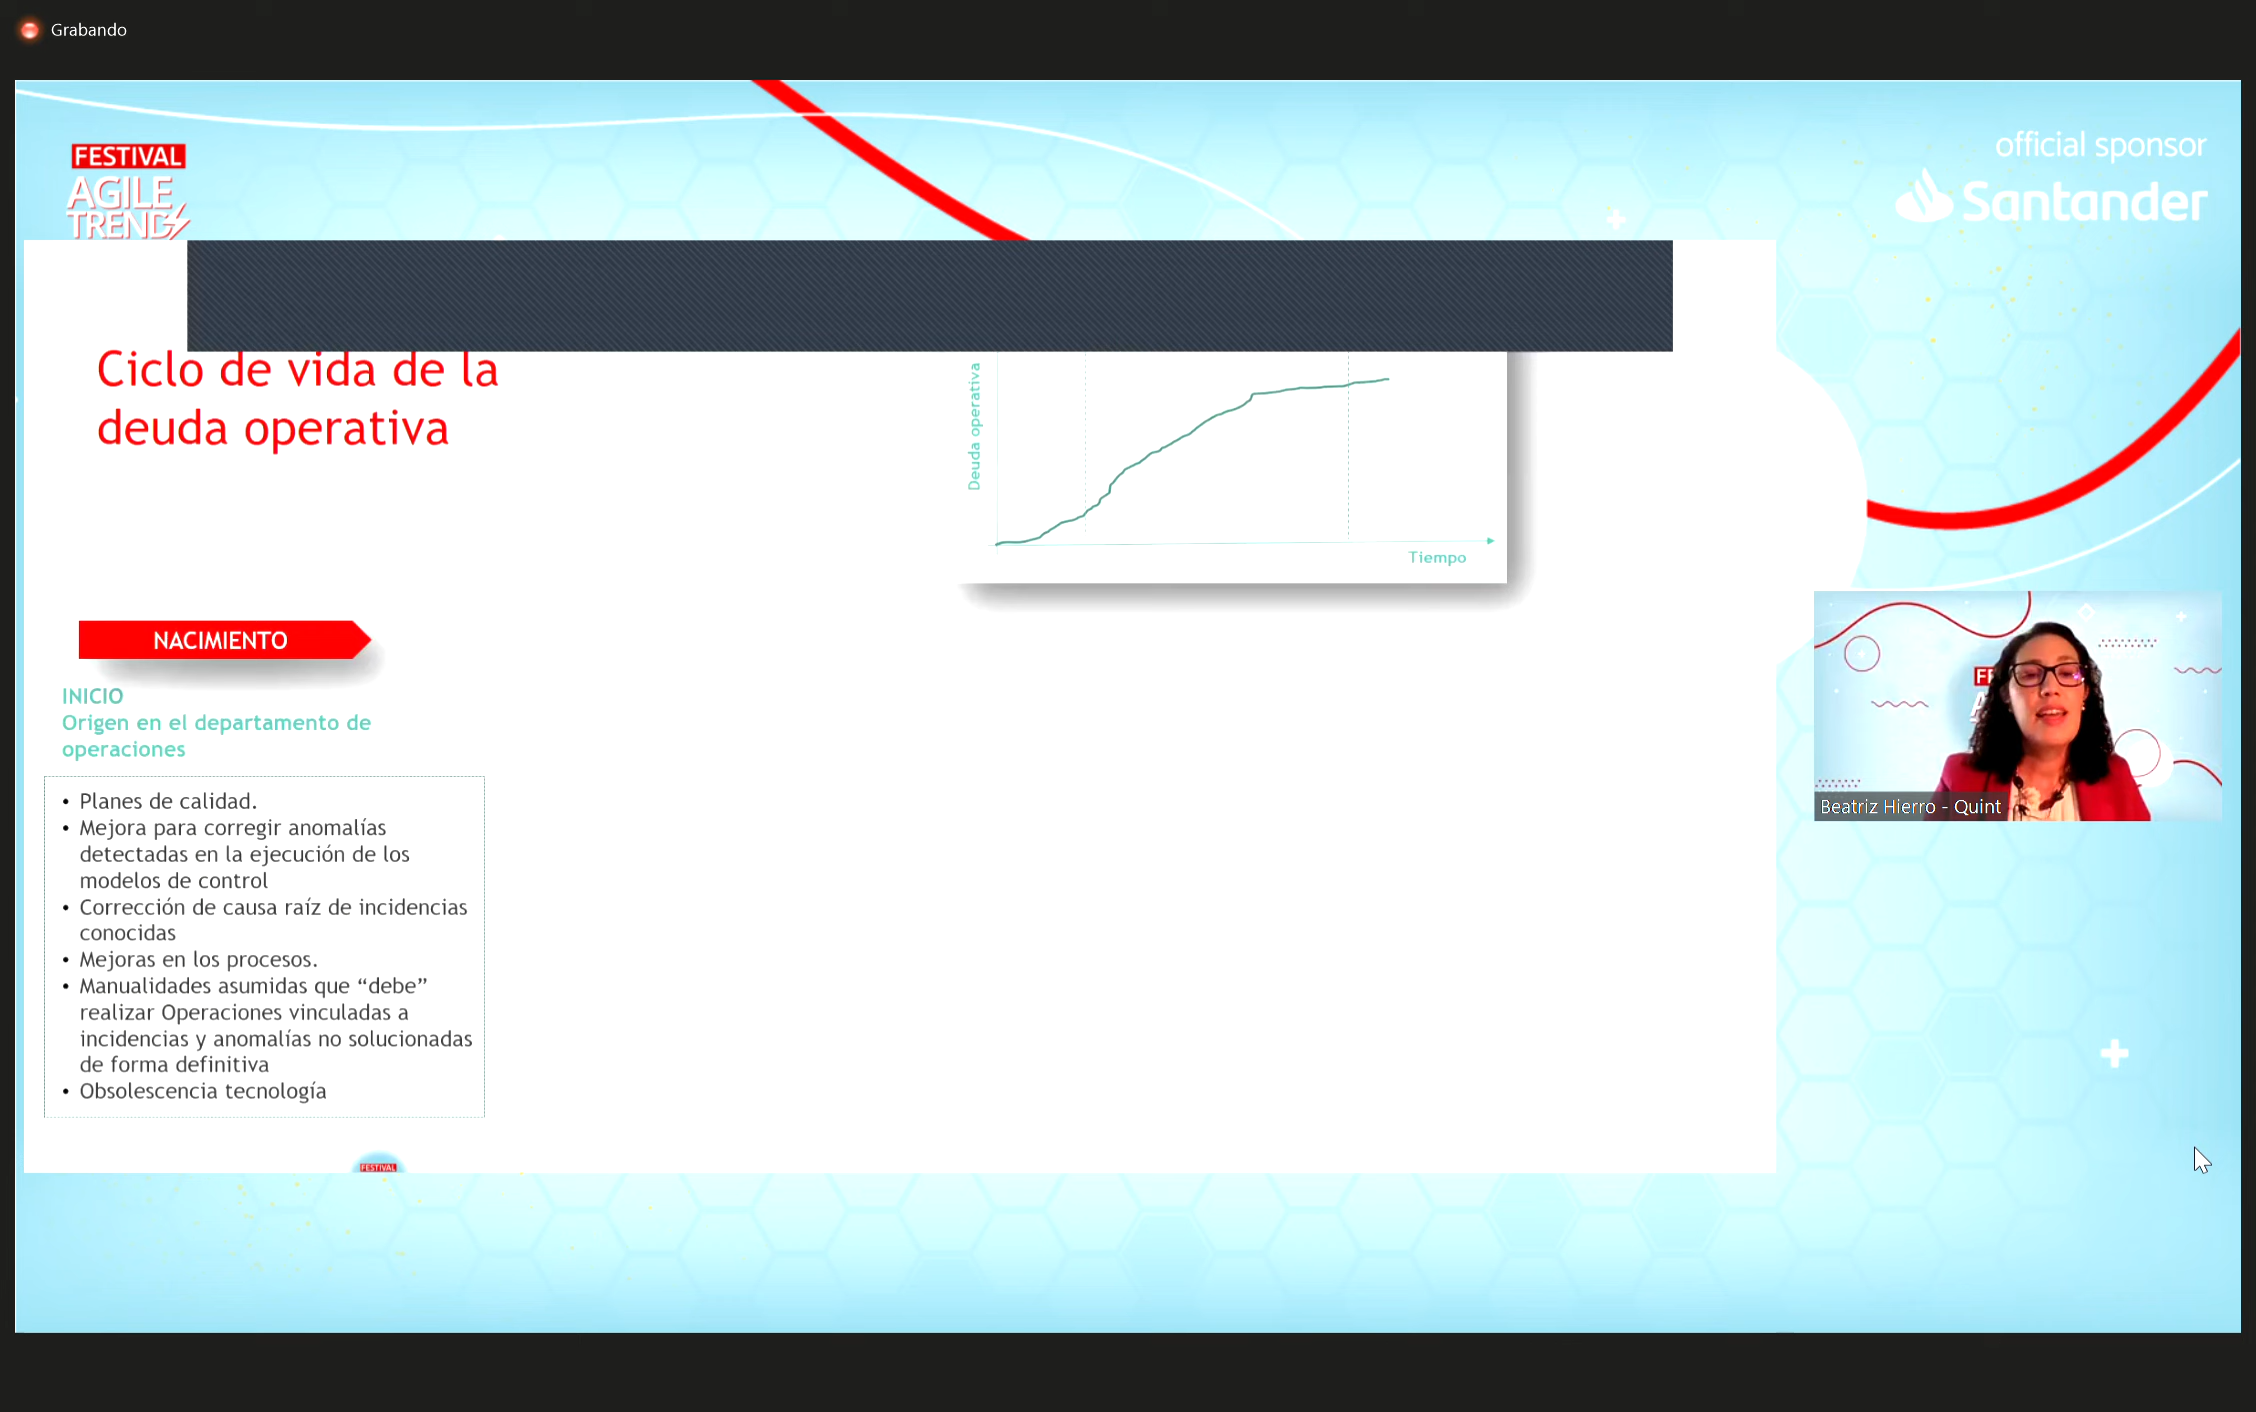 Grabando
FESTIVAL
AGILE
TRENDS
official sponsor
Santander
Ciclo de vida de la
deuda operativa
Deuda operativa
Tiempo
NACIMIENTO
INICIO
Origen en el departamento de
operaciones
• Planes de calidad.
• Mejora para corregir anomalías
detectadas en la ejecución de los
modelos de control
• Corrección de causa raíz de incidencias
conocidas
• Mejoras en los procesos.
• Manualidades asumidas que “debe”
realizar Operaciones vinculadas a
incidencias y anomalías no solucionadas
de forma definitiva
• Obsolescencia tecnología
Beatriz Hierro - Quint
FESTIVAL